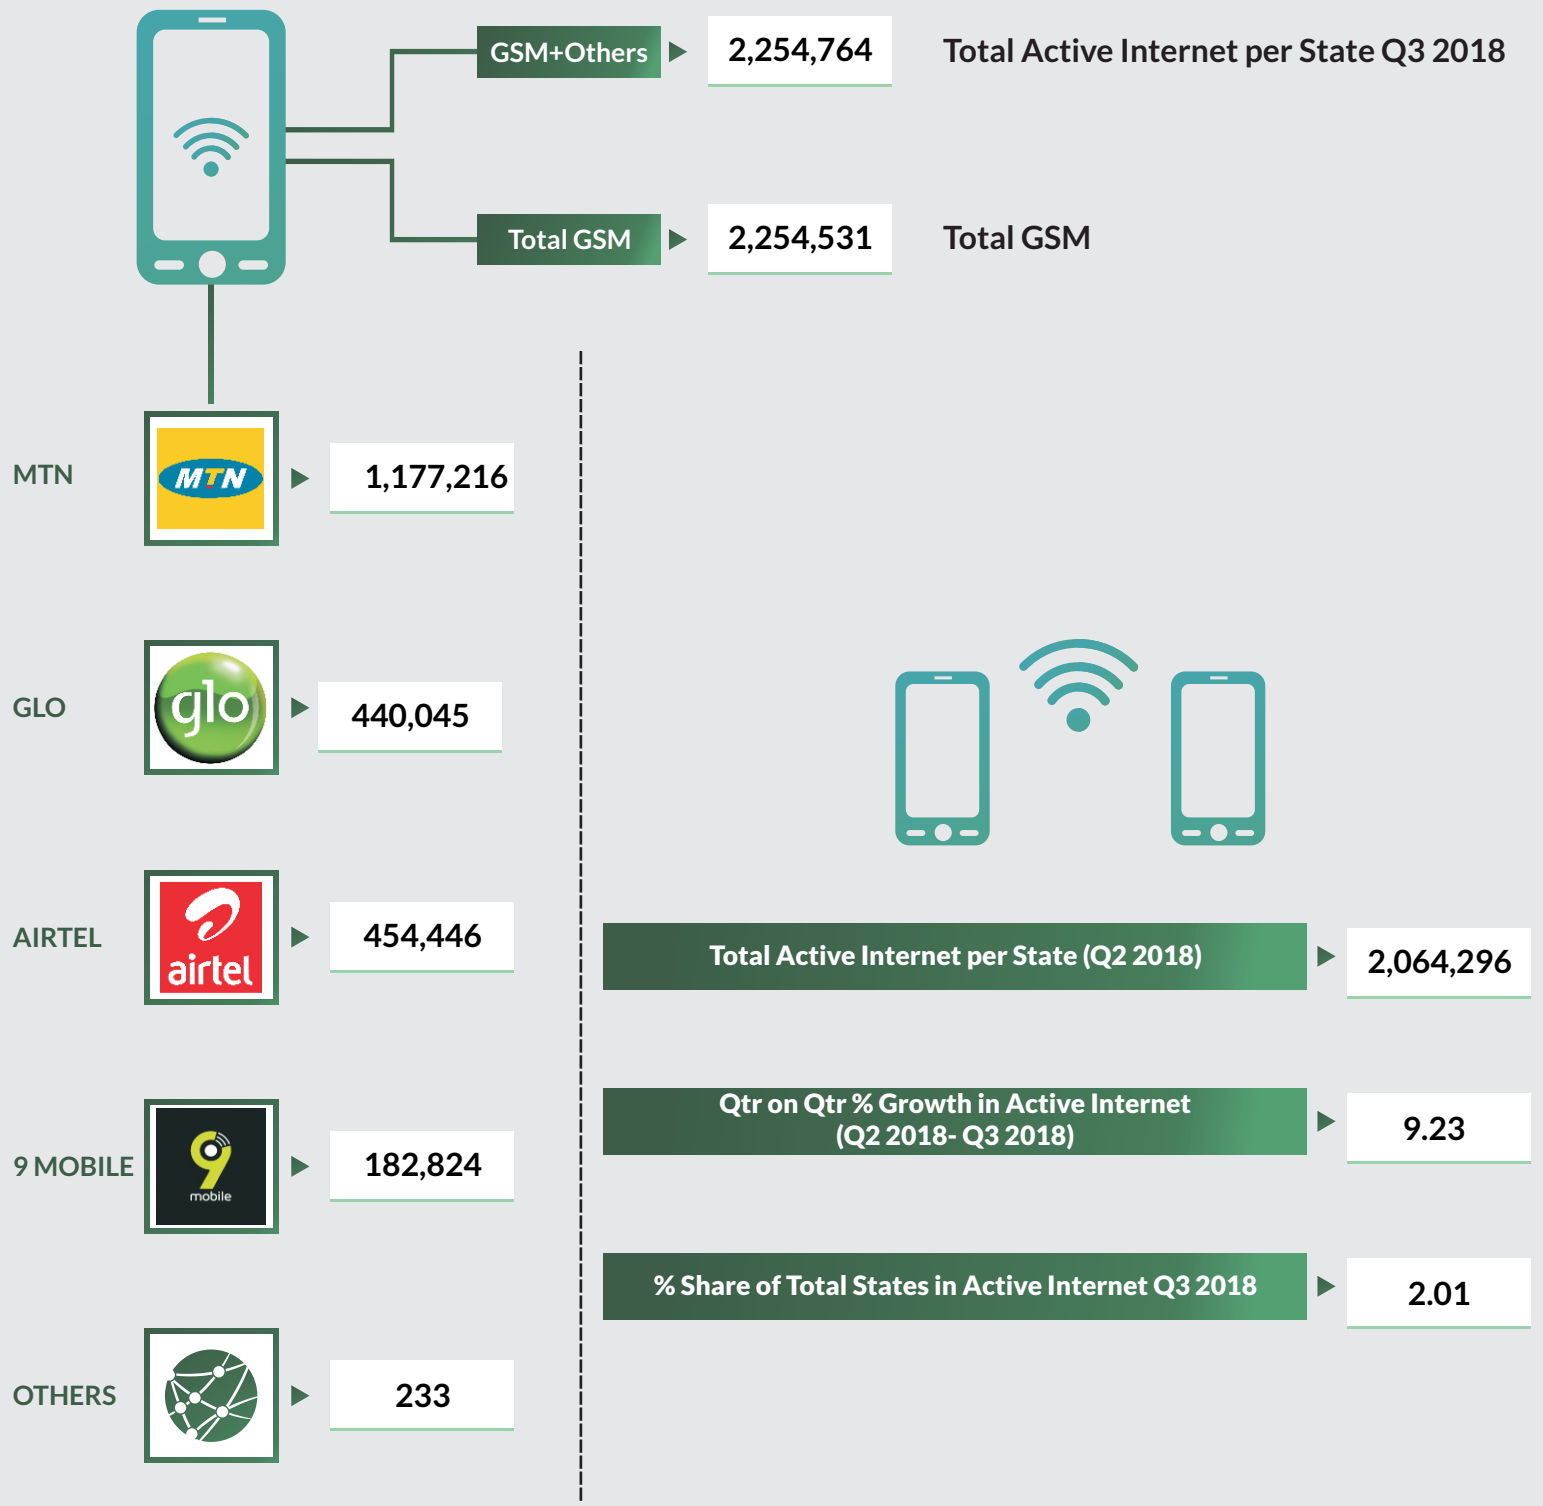 GSM+Others
2,254,764
Total Active Internet per State Q3 2018
Total GSM
2,254,531
Total GSM
MTN
MTN
1,177,216
GLO
glo
440,045
AIRTEL
airtel
454,446
9 MOBILE
9
mobile
182,824
OTHERS
233
Total Active Internet per State (Q2 2018)
2,064,296
Qtr on Qtr % Growth in Active Internet
(Q2 2018- Q3 2018)
9.23
% Share of Total States in Active Internet Q3 2018
2.01